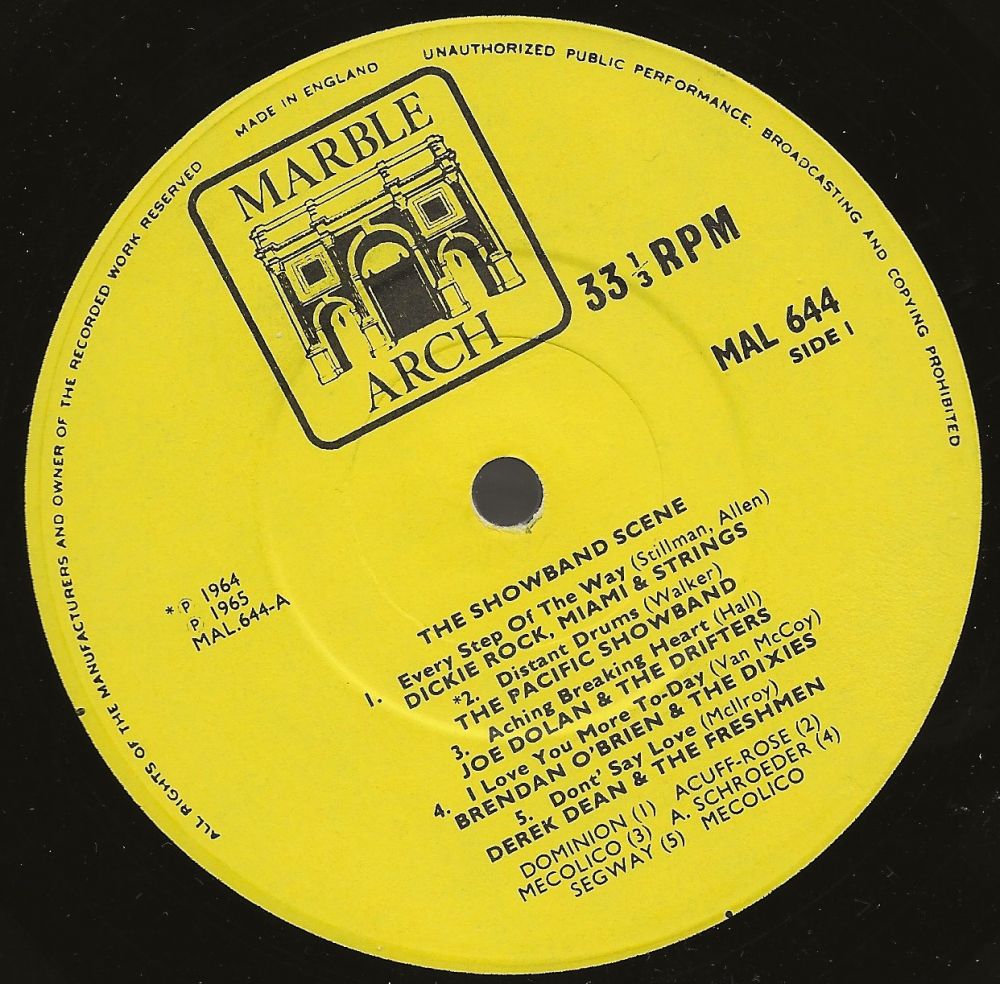 MADE IN ENGLAND
UNAUTHORIZED PUBLIC PERFORMANCE, BROADCASTING AND COPYING PROHIBITED
ALL RIGHTS OF THE MANUFACTURERS AND OWNER OF THE RECORDED WORK RESERVED
MARBLE
ARCH
33 1/3 RPM
MAL 644
SIDE 1
* P 1964
P 1965
MAL.644-A
THE SHOWBAND SCENE
1. Every Step Of The Way (Stillman, Allen)
DICKIE ROCK, MIAMI & STRINGS
*2. Distant Drums (Walker)
THE PACIFIC SHOWBAND
3. Aching Breaking Heart (Hall)
JOE DOLAN & THE DRIFTERS
4. I Love You More To-Day (Van McCoy)
BRENDAN O'BRIEN & THE DIXIES
5. Dont' Say Love (McIlroy)
DEREK DEAN & THE FRESHMEN
DOMINION (1) ACUFF-ROSE (2)
MECOLICO (3) A. SCHROEDER (4)
SEGWAY (5) MECOLICO